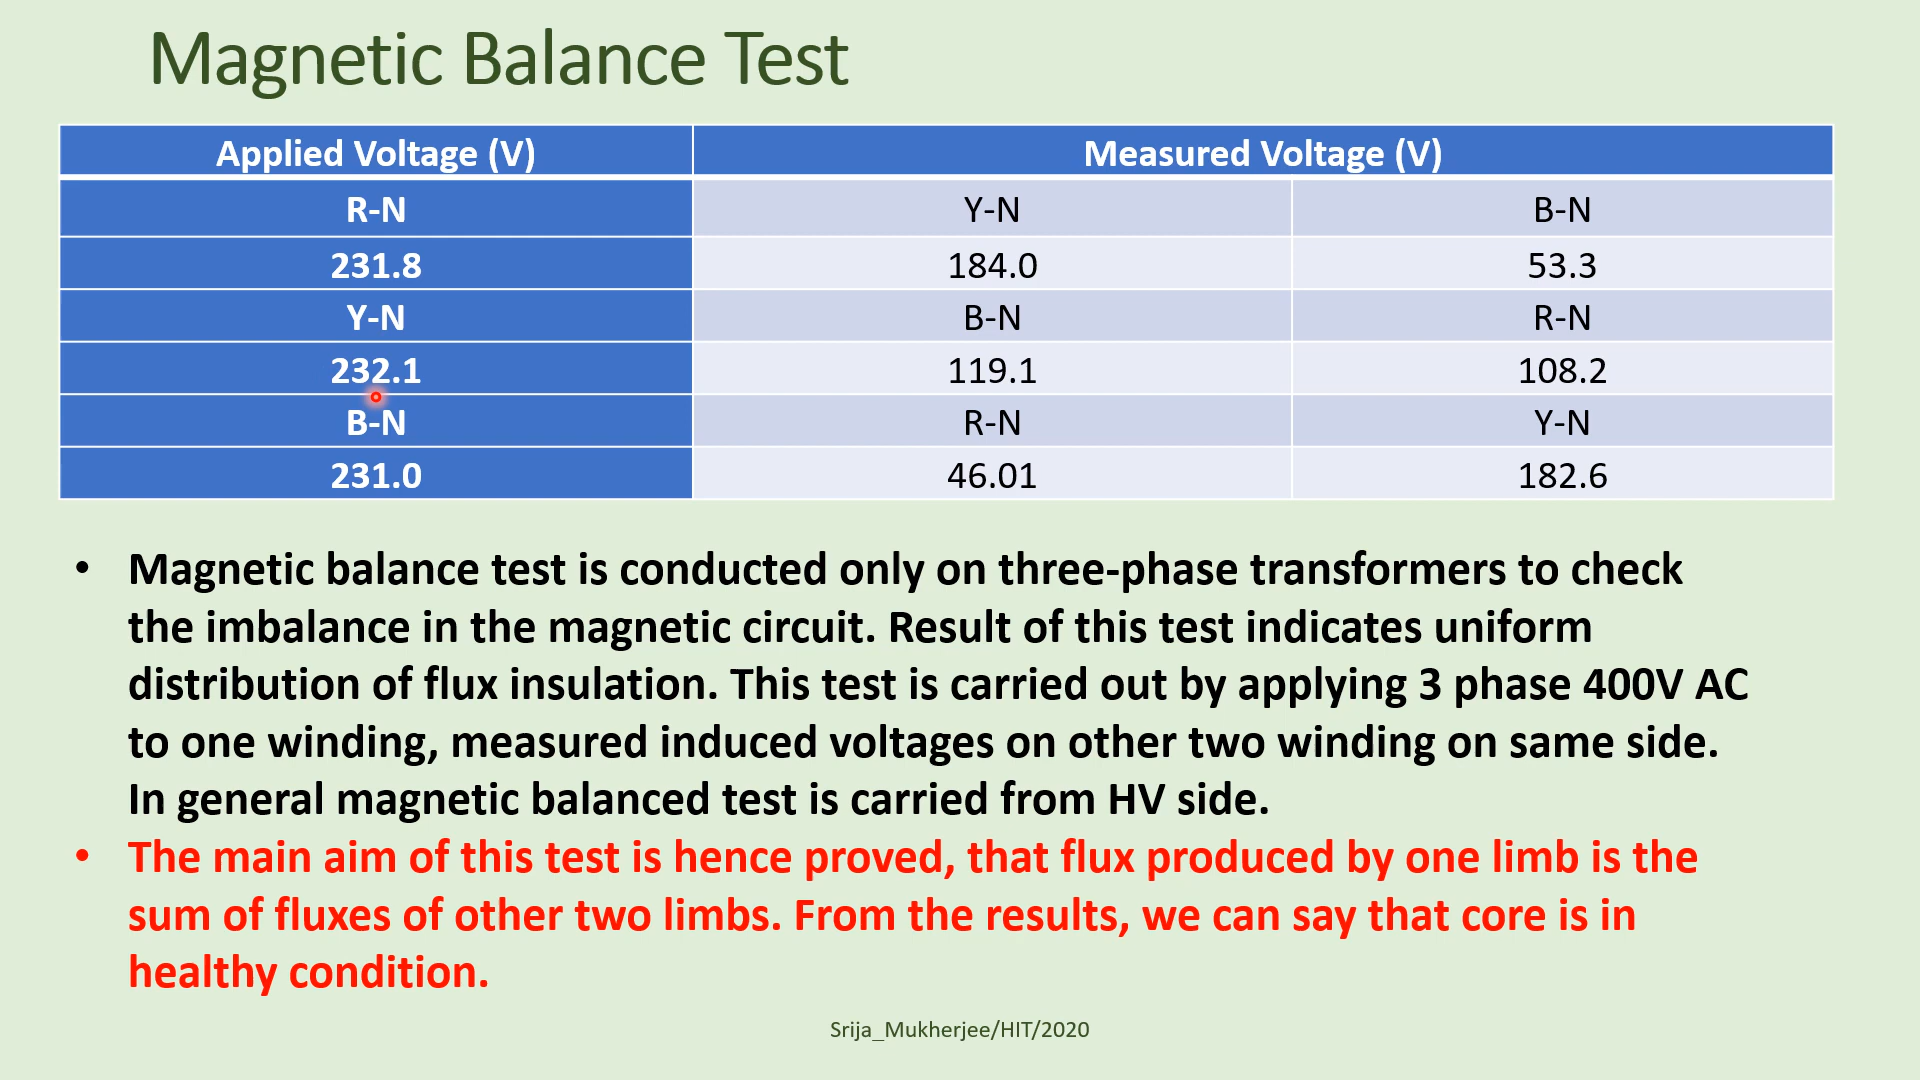 Magnetic Balance Test
Applied Voltage (V) Measured Voltage (V)
R-N Y-N B-N
231.8 184.0 53.3
Y-N B-N R-N
232.1 119.1 108.2
B-N R-N Y-N
231.0 46.01 182.6
• Magnetic balance test is conducted only on three-phase transformers to check
the imbalance in the magnetic circuit. Result of this test indicates uniform
distribution of flux insulation. This test is carried out by applying 3 phase 400V AC
to one winding, measured induced voltages on other two winding on same side.
In general magnetic balanced test is carried from HV side.
• The main aim of this test is hence proved, that flux produced by one limb is the
sum of fluxes of other two limbs. From the results, we can say that core is in
healthy condition.
Srija_Mukherjee/HIT/2020